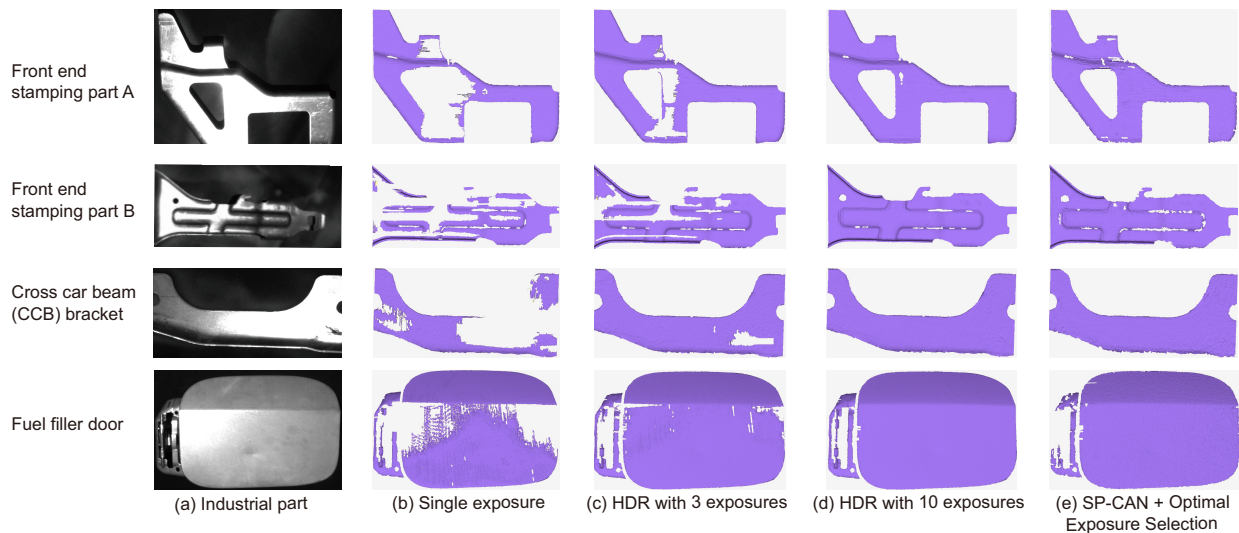 Front end
stamping part A
Front end
stamping part B
Cross car beam
(CCB) bracket
Fuel filler door
(a) Industrial part
(b) Single exposure
(c) HDR with 3 exposures
(d) HDR with 10 exposures
(e) SP-CAN + Optimal
Exposure Selection